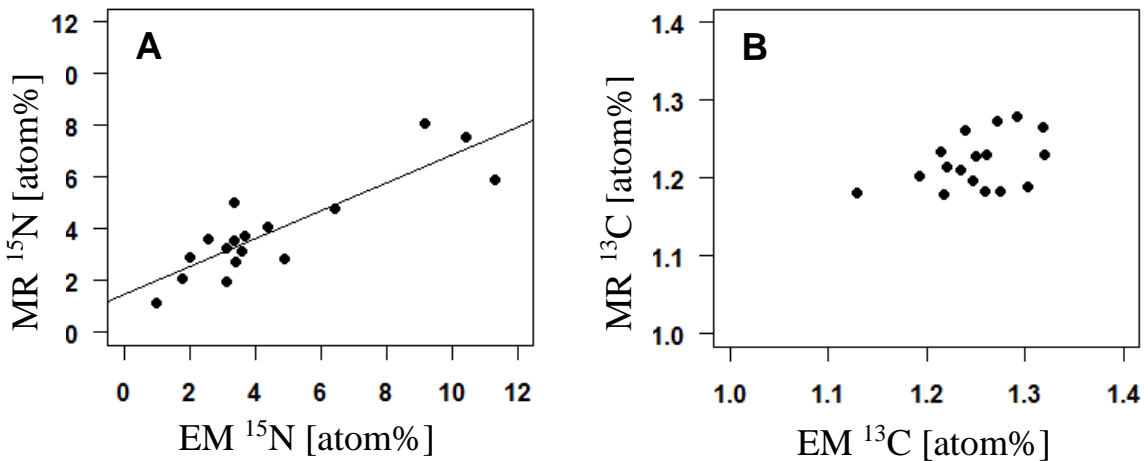 A
MR ¹⁵N [atom%]
12
0
8
6
4
2
0
0 2 4 6 8 10 12
EM ¹⁵N [atom%]
B
MR ¹³C [atom%]
1.4
1.3
1.2
1.1
1.0
1.0 1.1 1.2 1.3 1.4
EM ¹³C [atom%]